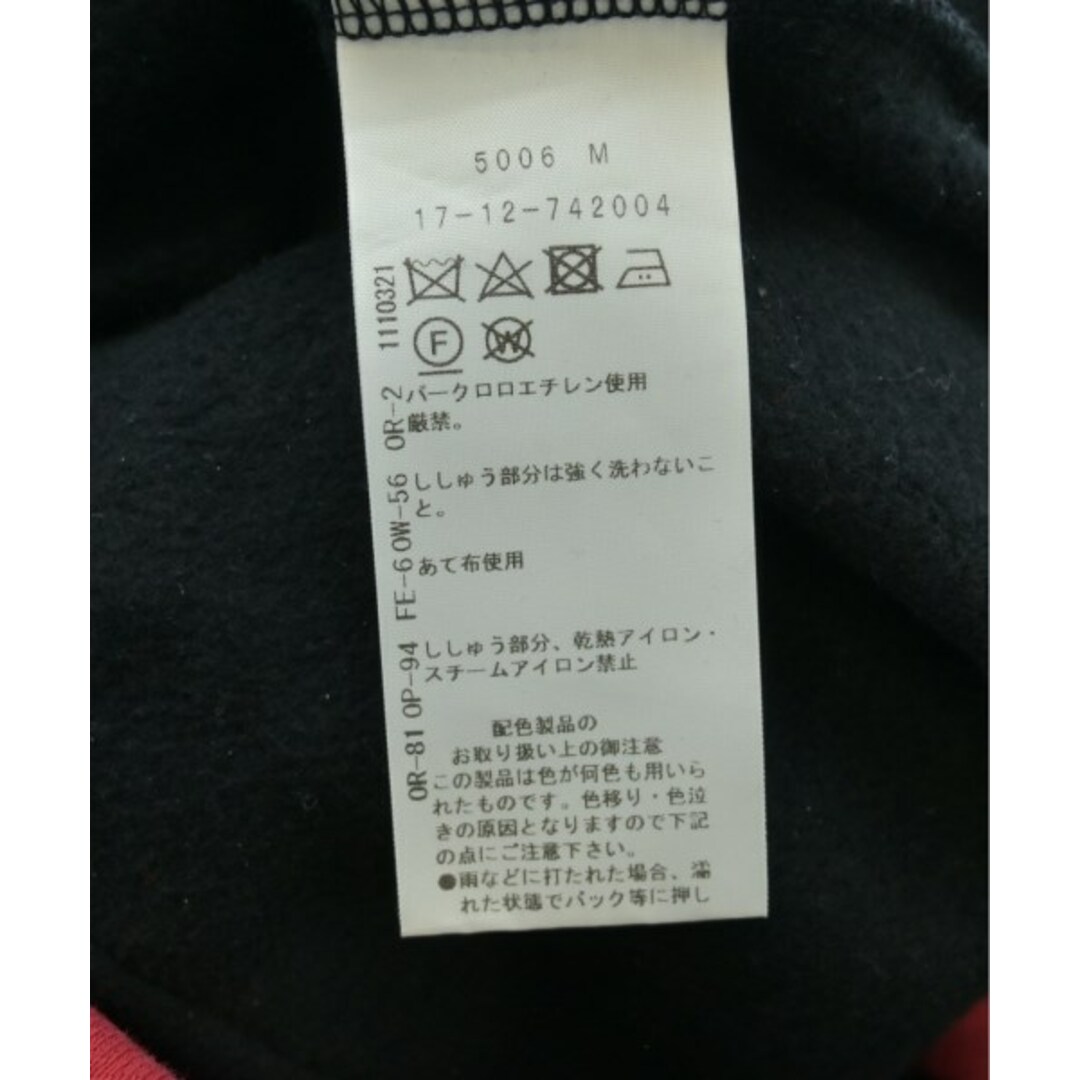 5006 M
17-12-742004
F
W
パークロロエチレン使用
厳禁。
ししゅう部分は強く洗わないこ
と。
あて布使用
ししゅう部分、乾熱アイロン・
スチームアイロン禁止
配色製品の
お取り扱い上の御注意
この製品は色が何色も用いら
れたものです。色移り・色泣
きの原因となりますので下記
の点にご注意下さい。
●雨などに打たれた場合、濡
れた状態でバック等に押し
OR-81 OP-94 FE-6 OW-56 OR-2 1110321